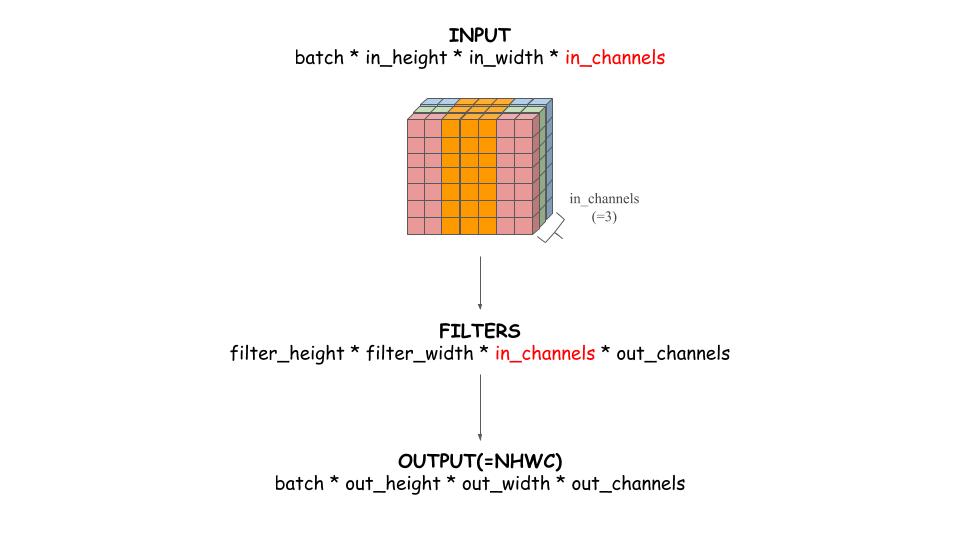 INPUT
batch * in_height * in_width * in_channels
in_channels
(=3)
FILTERS
filter_height * filter_width * in_channels * out_channels
OUTPUT(=NHWC)
batch * out_height * out_width * out_channels